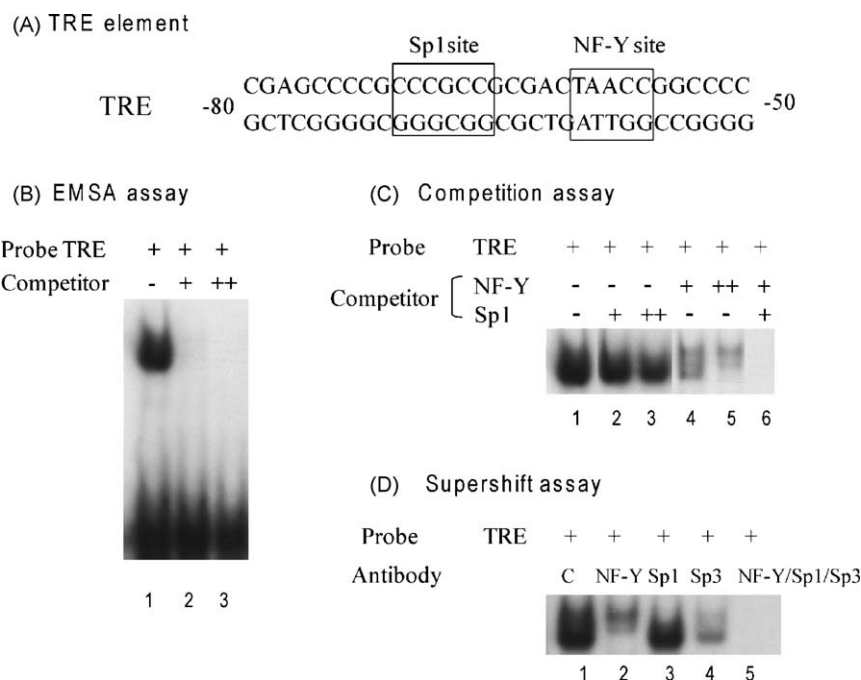 (A) TRE element
Sp1 site NF-Y site
CGAGCCCCGCCCGCCGCGACTAACCGGCCCC
TRE -80 -50
GCTCGGGGCGGGCGGCGCTGATTGGCCGGGG
(B) EMSA assay
Probe TRE + + +
Competitor - + ++
1 2 3
(C) Competition assay
Probe TRE + + + + + +
Competitor
NF-Y - - - + ++ +
Sp1 - + ++ - - +
1 2 3 4 5 6
(D) Supershift assay
Probe TRE + + + + +
Antibody C NF-Y Sp1 Sp3 NF-Y/Sp1/Sp3
1 2 3 4 5